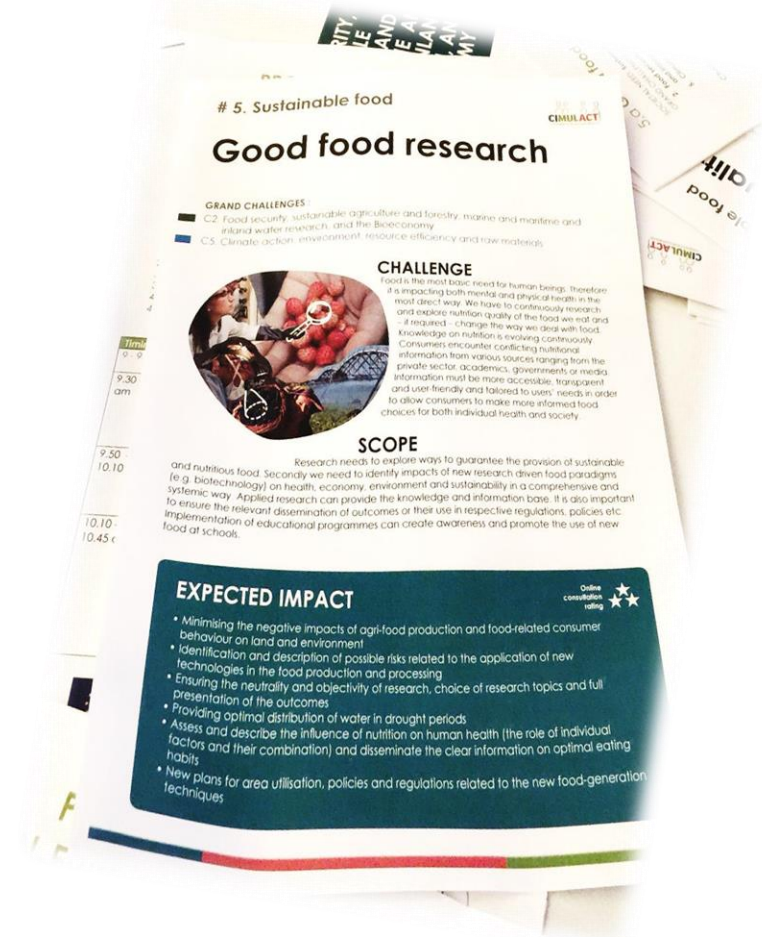 RITY,
# 5. Sustainable food
CIMULACT
Good food research
GRAND CHALLENGES :
C2: Food security, sustainable agriculture and forestry, marine and maritime and
inland water research, and the Bioeconomy
C5: Climate action, environment, resource efficiency and raw materials
CHALLENGE
Food is the most basic need for human beings. Therefore
it is impacting both mental and physical health in the
most direct way. We have to continuously research
and explore nutrition quality of the food we eat and
- if required - change the way we deal with food.
Knowledge on nutrition is evolving continuously.
Consumers encounter conflicting nutritional
information from various sources ranging from the
private sector, academics, governments or media.
Information must be more accessible, transparent
and user-friendly and tailored to users' needs in order
to allow consumers to make more informed food
choices for both individual health and society.
SCOPE
Research needs to explore ways to guarantee the provision of sustainable
and nutritious food. Secondly we need to identify impacts of new research driven food paradigms
(e.g. biotechnology) on health, economy, environment and sustainability in a comprehensive and
systemic way. Applied research can provide the knowledge and information base. It is also important
to ensure the relevant dissemination of outcomes or their use in respective regulations, policies etc.
Implementation of educational programmes can create awareness and promote the use of new
food at schools.
EXPECTED IMPACT
Online
consultation
rating
• Minimising the negative impacts of agri-food production and food-related consumer
behaviour on land and environment
• Identification and description of possible risks related to the application of new
technologies in the food production and processing
• Ensuring the neutrality and objectivity of research, choice of research topics and full
presentation of the outcomes
• Providing optimal distribution of water in drought periods
• Assess and describe the influence of nutrition on human health (the role of individual
factors and their combination) and disseminate the clear information on optimal eating
habits
• New plans for area utilisation, policies and regulations related to the new food-generation
techniques
9.30
am
9.50 -
10.10
10.10 -
10.45
food
CIMULACT